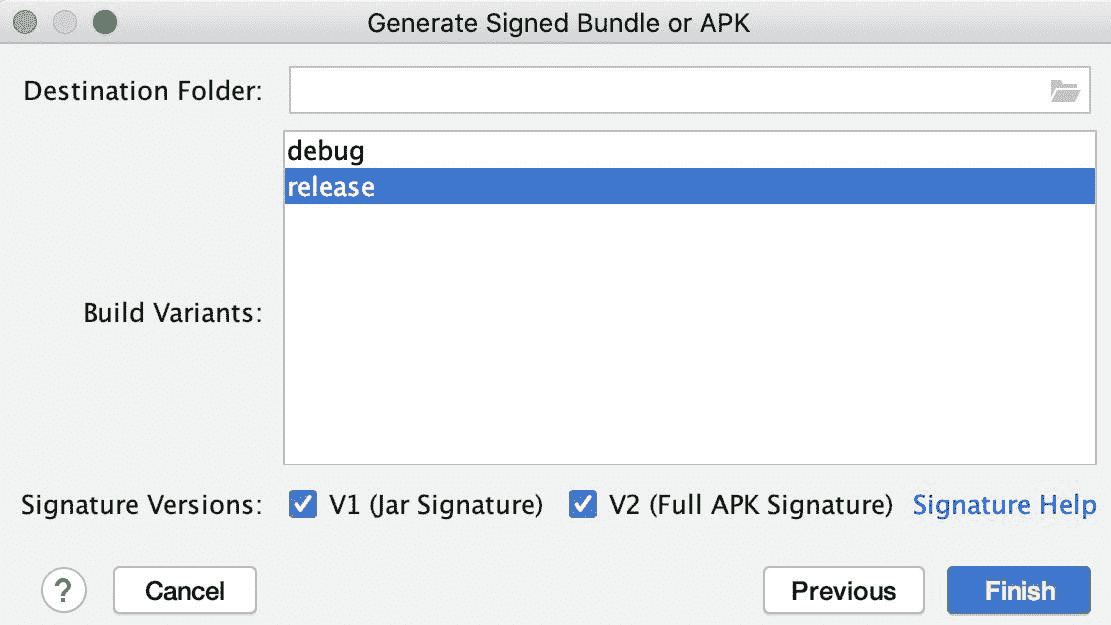 Generate Signed Bundle or APK
Destination Folder:
debug
release
Build Variants:
Signature Versions: V1 (Jar Signature) V2 (Full APK Signature) Signature Help
? Cancel Previous Finish